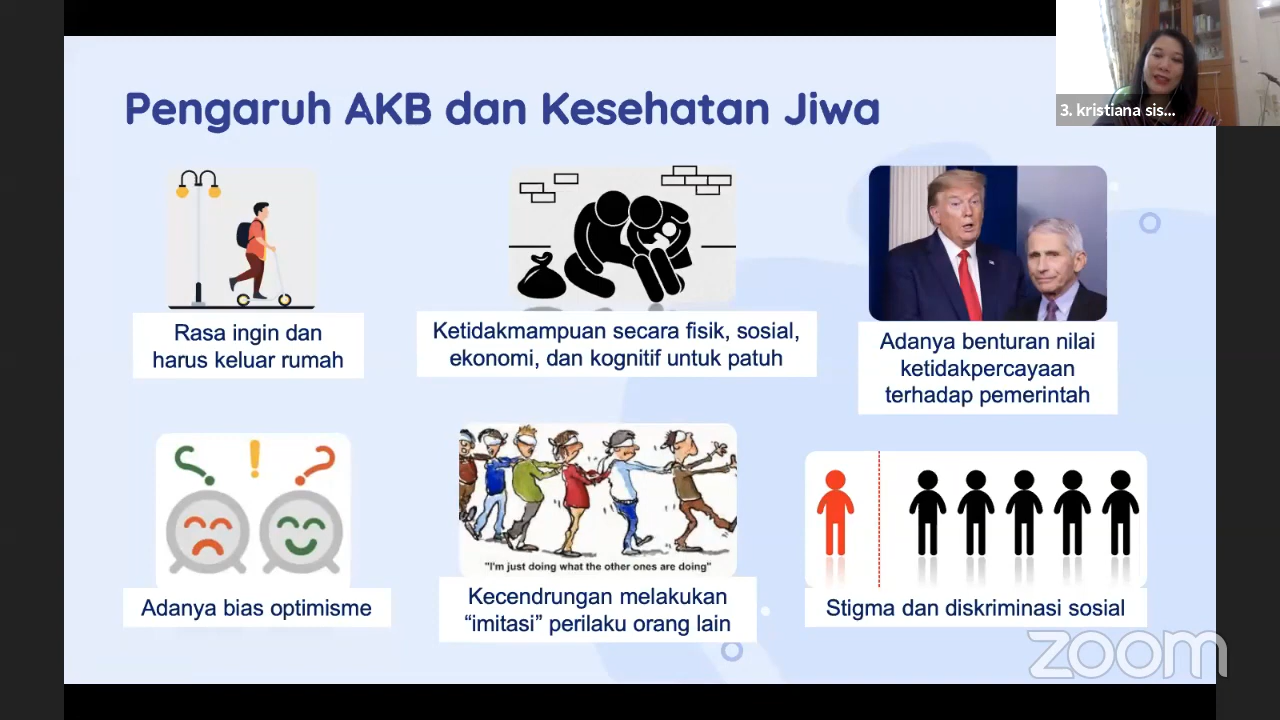 3. kristiana sis...
Pengaruh AKB dan Kesehatan Jiwa
Rasa ingin dan
harus keluar rumah
Ketidakmampuan secara fisik, sosial,
ekonomi, dan kognitif untuk patuh
Adanya benturan nilai
ketidakpercayaan
terhadap pemerintah
Adanya bias optimisme
"I'm just doing what the other ones are doing"
Kecendrungan melakukan
“imitasi” perilaku orang lain
Stigma dan diskriminasi sosial
zoom